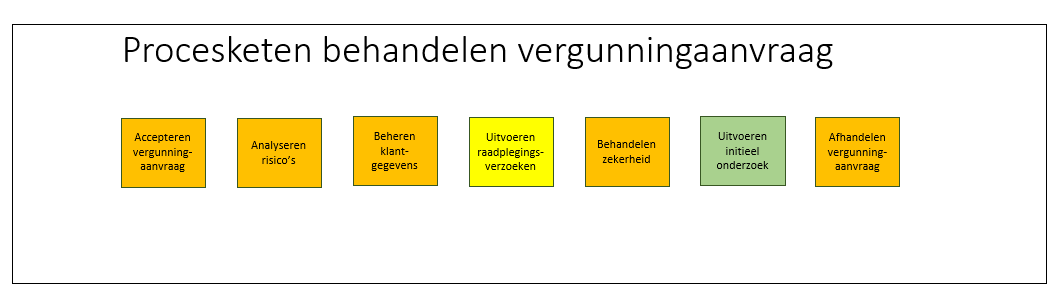 Procesketen behandelen vergunningaanvraag
Accepteren
vergunning-
aanvraag
Analyseren
risico's
Beheren
klant-
gegevens
Uitvoeren
raadplegings-
verzoeken
Behandelen
zekerheid
Uitvoeren
initieel
onderzoek
Afhandelen
vergunning-
aanvraag